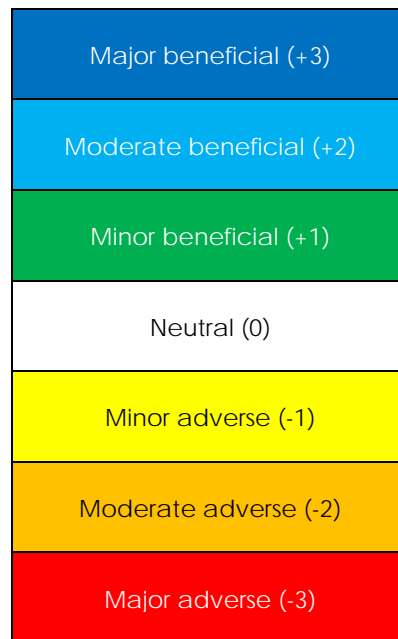 Major beneficial (+3)
Moderate beneficial (+2)
Minor beneficial (+1)
Neutral (0)
Minor adverse (-1)
Moderate adverse (-2)
Major adverse (-3)